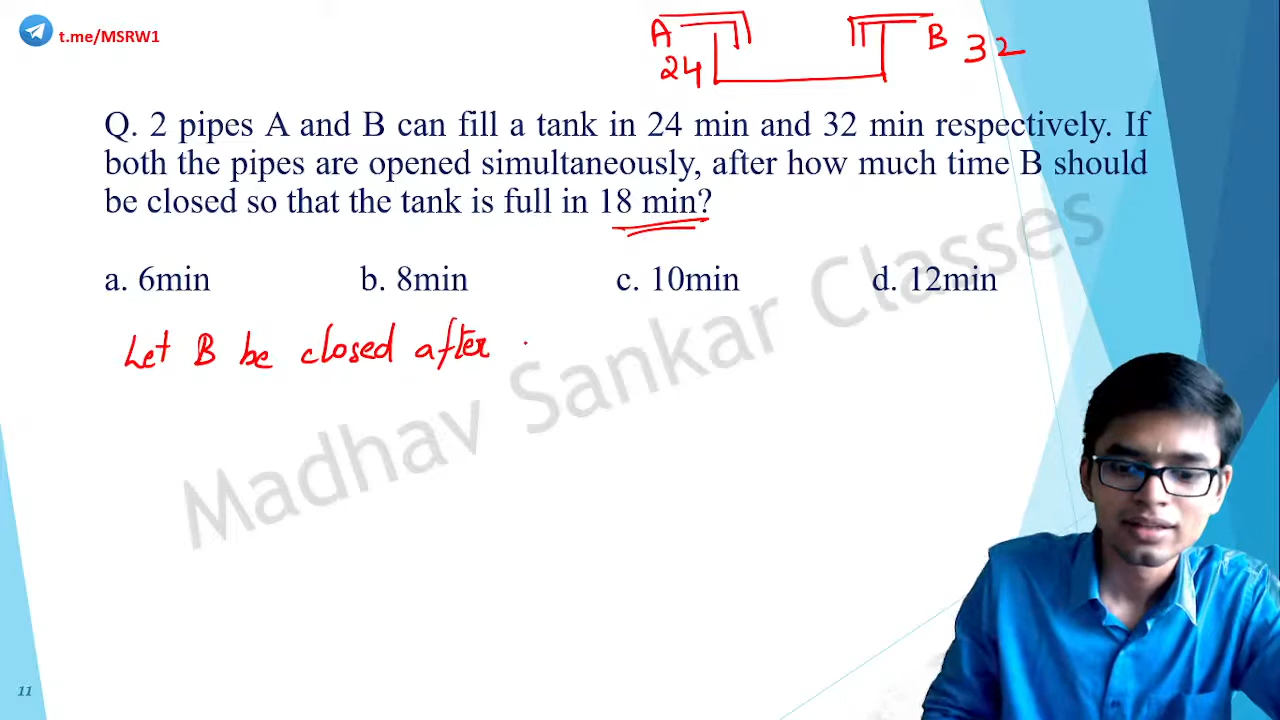 t.me/MSRW1
A B 32
24
Q. 2 pipes A and B can fill a tank in 24 min and 32 min respectively. If
both the pipes are opened simultaneously, after how much time B should
be closed so that the tank is full in 18 min?
a. 6min b. 8min c. 10min d. 12min
Let B be closed after
Madhav Sankar Classes
11